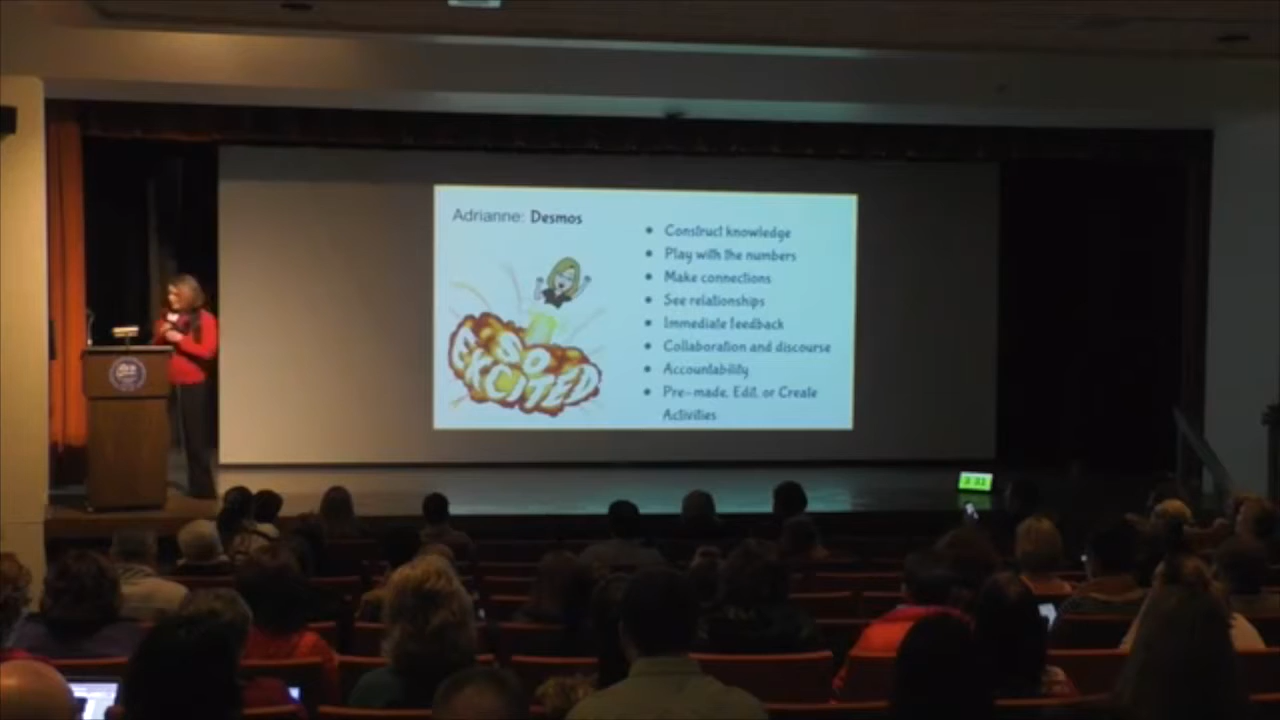 Adrianne: Desmos
SO
EXCITED
• Construct knowledge
• Play with the numbers
• Make connections
• See relationships
• Immediate feedback
• Collaboration and discourse
• Accountability
• Pre-made, Edit, or Create
Activities